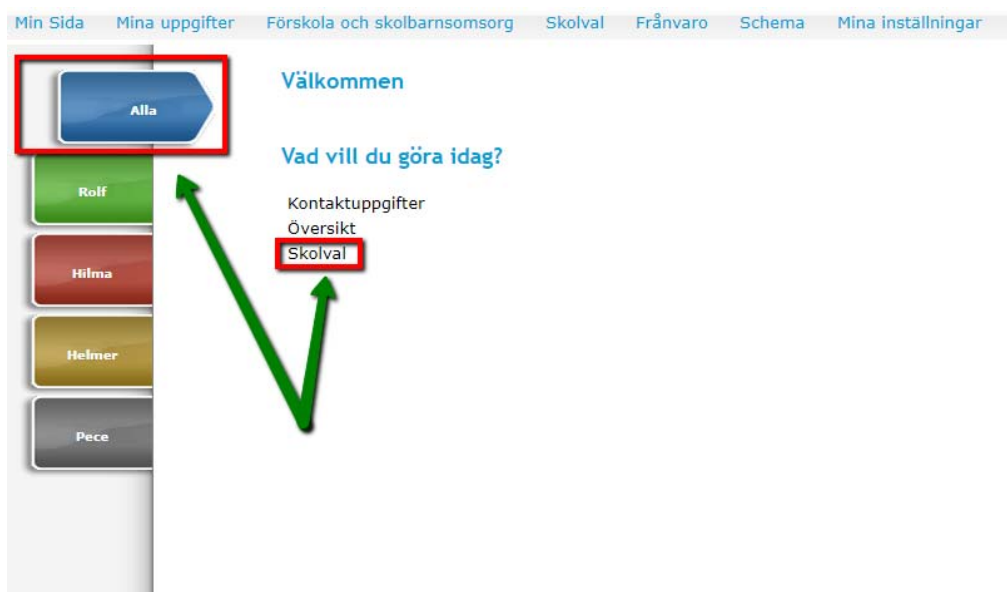 Min Sida Mina uppgifter Förskola och skolbarnsomsorg Skolval Frånvaro Schema Mina inställningar
Alla
Rolf
Hilma
Helmer
Pece
Välkommen
Vad vill du göra idag?
Kontaktuppgifter
Översikt
Skolval